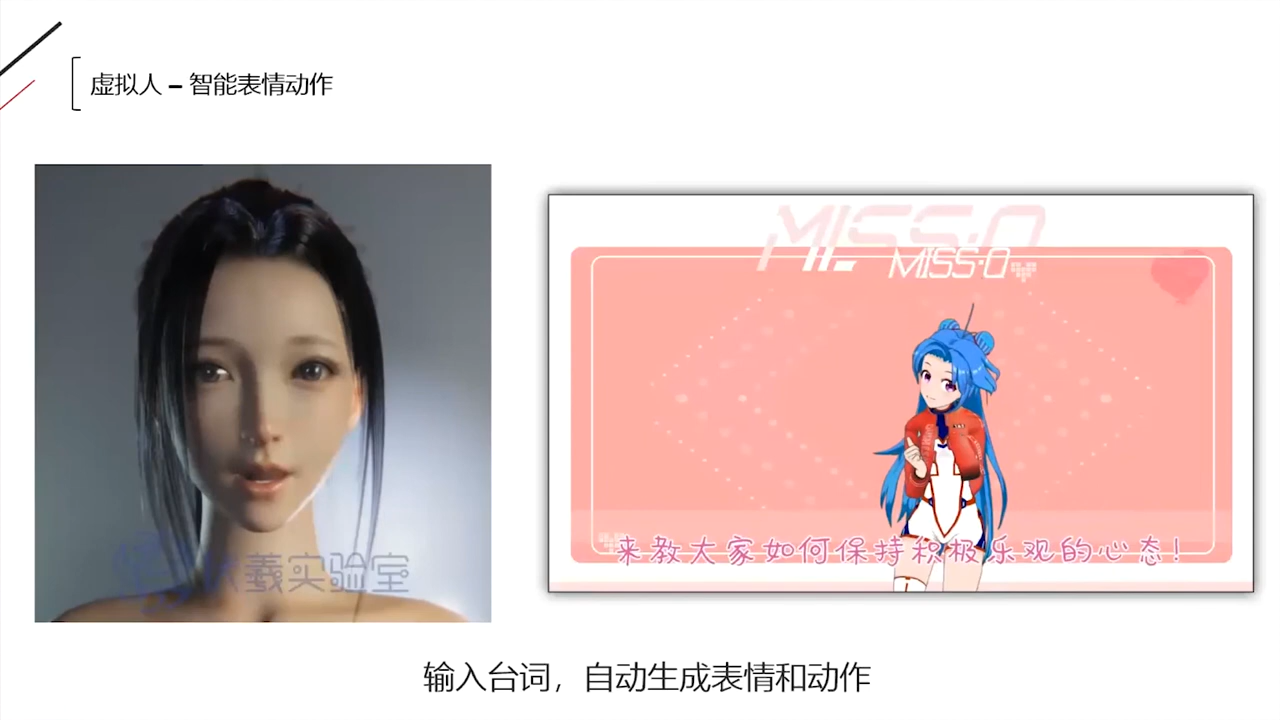 虚拟人 – 智能表情动作
MISS·O
MISS·O
伏羲实验室
来教大家如何保持积极乐观的心态!
输入台词，自动生成表情和动作